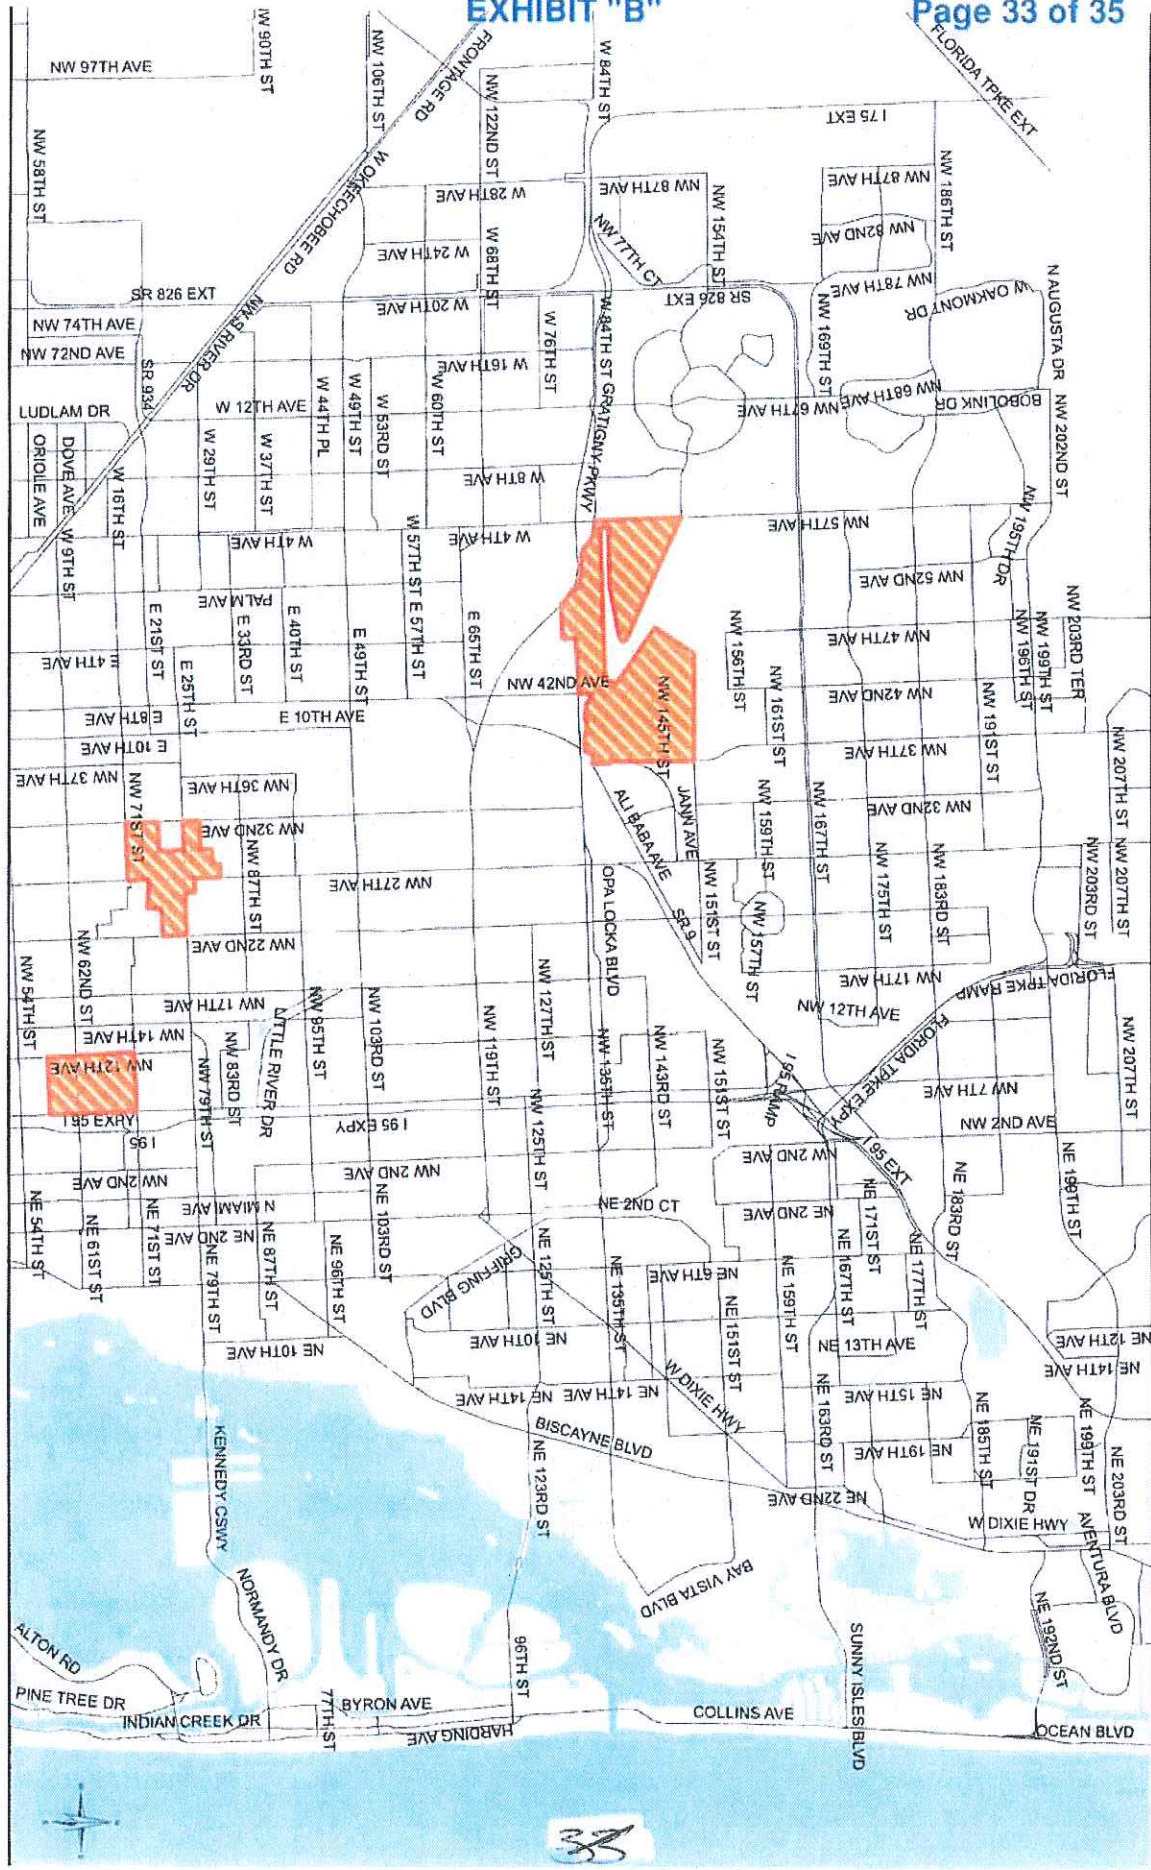 EXHIBIT "B"
Page 33 of 35
NW 97TH AVE
W 90TH ST
NW 106TH ST
FRONTAGE RD
W 84TH ST
FLORIDA TPKE EXT
NW 122ND ST
I 75 EXT
NW 58TH ST
W OKEECHOBEE RD
W 28TH AVE
NW 87TH AVE
NW 154TH ST
NW 87TH AVE
NW 186TH ST
W 24TH AVE
W 68TH ST
NW 77TH CT
NW 82ND AVE
SR 826 EXT
NW S RIVER DR
W 20TH AVE
SR 826 EXT
NW 78TH AVE
W OAKMONT DR
N AUGUSTA DR
NW 74TH AVE
NW 72ND AVE
SR 934
W 76TH ST
W 84TH ST
GRATIGNY PKWY
NW 169TH ST
W 16TH AVE
LUDLAM DR
W 12TH AVE
W 44TH PL
W 49TH ST
W 53RD ST
W 60TH ST
NW 67TH AVE
NW 68TH AVE
BOBOLINK DR
NW 202ND ST
ORIOLE AVE
DOVE AVE
W 9TH ST
W 16TH ST
W 29TH ST
W 37TH ST
W 8TH AVE
W 4TH AVE
W 57TH ST
W 4TH AVE
NW 57TH AVE
NW 195TH DR
PALM AVE
E 57TH ST
NW 52ND AVE
E 4TH AVE
E 21ST ST
E 25TH ST
E 33RD ST
E 40TH ST
E 49TH ST
E 65TH ST
NW 156TH ST
NW 47TH AVE
NW 196TH ST
NW 199TH ST
NW 203RD TER
NW 42ND AVE
NW 145TH ST
NW 161ST ST
NW 42ND AVE
NW 191ST ST
E 8TH AVE
E 10TH AVE
E 10TH AVE
NW 37TH AVE
NW 207TH ST
NW 37TH AVE
NW 71ST ST
NW 36TH AVE
ALI BABA AVE
JANN AVE
NW 159TH ST
NW 167TH ST
NW 32ND AVE
NW 32ND AVE
NW 87TH ST
NW 27TH AVE
OPA LOCKA BLVD
SR 9
NW 151ST ST
NW 175TH ST
NW 183RD ST
NW 203RD ST
NW 207TH ST
NW 22ND AVE
NW 157TH ST
NW 54TH ST
NW 62ND ST
NW 17TH AVE
NW 95TH ST
NW 103RD ST
NW 119TH ST
NW 127TH ST
NW 17TH AVE
FLORIDA TPKE RAMP
NW 12TH AVE
NW 14TH AVE
NW 83RD ST
LITTLE RIVER DR
NW 135TH ST
NW 143RD ST
NW 151ST ST
FLORIDA TPKE EXPY
NW 207TH ST
NW 12TH AVE
NW 79TH ST
I 95 RAMP
NW 7TH AVE
I 95 EXPY
I 95
I 95 EXPY
NW 125TH ST
NW 2ND AVE
NW 2ND AVE
I 95 EXT
NW 2ND AVE
NW 2ND AVE
NE 183RD ST
NE 199TH ST
NE 54TH ST
NE 61ST ST
NE 71ST ST
N MIAMI AVE
NE 2ND AVE
NE 79TH ST
NE 87TH ST
NE 96TH ST
NE 103RD ST
NE 2ND CT
NE 2ND AVE
NE 171ST ST
NE 177TH ST
GRIFFING BLVD
NE 125TH ST
NE 135TH ST
NE 6TH AVE
NE 151ST ST
NE 159TH ST
NE 167TH ST
NE 10TH AVE
NE 10TH AVE
NE 13TH AVE
NE 12TH AVE
NE 14TH AVE
NE 14TH AVE
NE 14TH AVE
W DIXIE HWY
NE 163RD ST
NE 15TH AVE
BISCAYNE BLVD
NE 19TH AVE
NE 185TH ST
NE 191ST DR
NE 199TH ST
NE 203RD ST
KENNEDY CSWY
NE 123RD ST
NE 22ND AVE
W DIXIE HWY
AVENTURA BLVD
BAY VISTA BLVD
NORMANDY DR
NE 192ND ST
ALTON RD
96TH ST
SUNNY ISLES BLVD
PINE TREE DR
77TH ST
BYRON AVE
COLLINS AVE
INDIAN CREEK DR
HARDING AVE
OCEAN BLVD
33